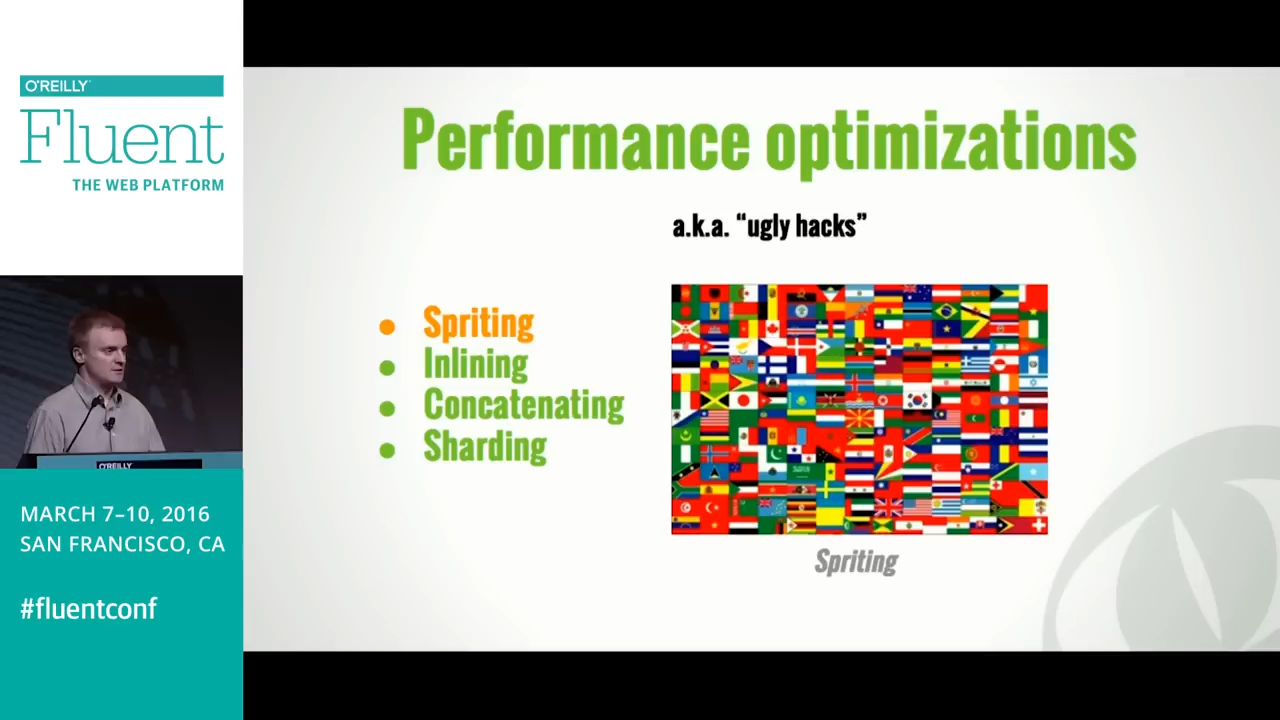 O'REILLY
Fluent
THE WEB PLATFORM
Performance optimizations
a.k.a. “ugly hacks”
• Spriting
• Inlining
• Concatenating
• Sharding
Spriting
O'REILLY
MARCH 7–10, 2016
SAN FRANCISCO, CA
#fluentconf